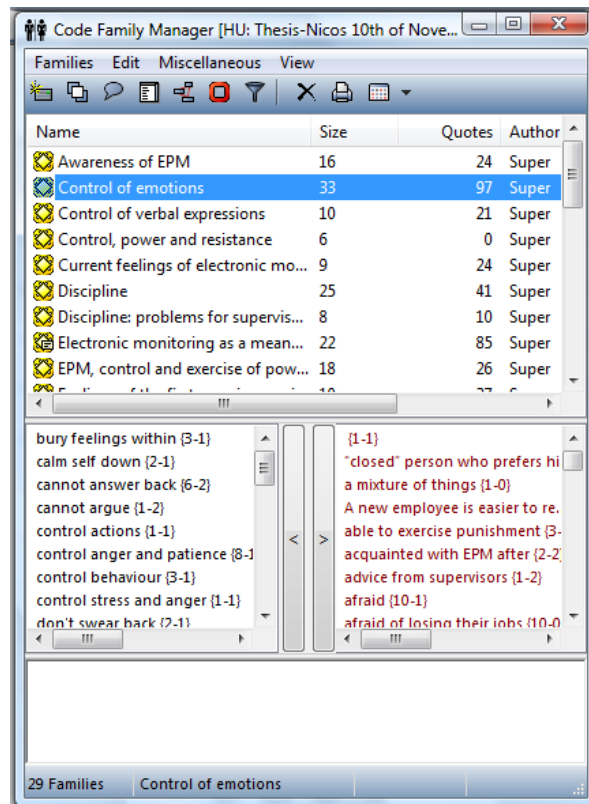 Code Family Manager [HU: Thesis-Nicos 10th of Nove...
Families Edit Miscellaneous View
Name Size Quotes Author
Awareness of EPM 16 24 Super
Control of emotions 33 97 Super
Control of verbal expressions 10 21 Super
Control, power and resistance 6 0 Super
Current feelings of electronic mo... 9 24 Super
Discipline 25 41 Super
Discipline: problems for supervis... 8 10 Super
Electronic monitoring as a mean... 22 85 Super
EPM, control and exercise of pow... 18 26 Super
bury feelings within {3-1}
calm self down {2-1}
cannot answer back {6-2}
cannot argue {1-2}
control actions {1-1}
control anger and patience {8-1
control behaviour {3-1}
control stress and anger {1-1}
don't swear back {2-1}
< >
{1-1}
"closed" person who prefers hi
a mixture of things {1-0}
A new employee is easier to re.
able to exercise punishment {3-
acquainted with EPM after {2-2
advice from supervisors {1-2}
afraid {10-1}
afraid of losing their jobs {10-0
29 Families Control of emotions